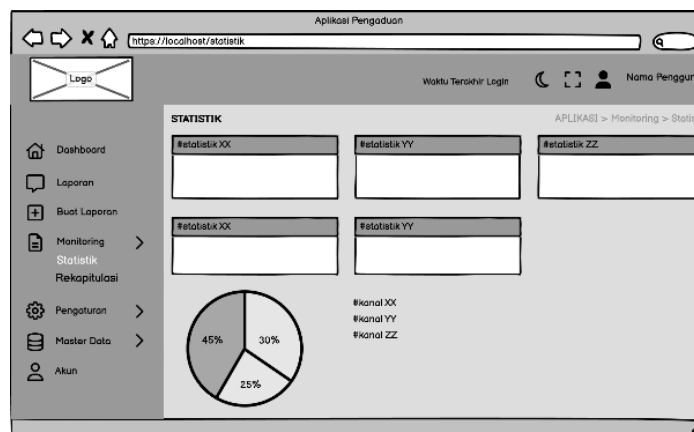 Aplikasi Pengaduan
https://localhost/statistik
Logo
Waktu Terakhir Login
Nama Penggun
STATISTIK
APLIKASI > Monitoring > Statis
#statistik XX
#statistik YY
#statistik ZZ
Dashboard
Laporan
Buat Laporan
Monitoring
Statistik
Rekapitulasi
Pengaturan
Master Data
Akun
#statistik XX
#statistik YY
45%
30%
25%
#kanal XX
#kanal YY
#kanal ZZ